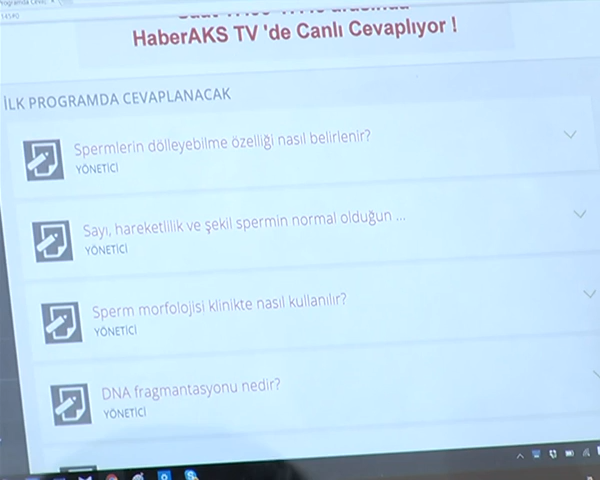 HaberAKS TV 'de Canlı Cevaplıyor !
İLK PROGRAMDA CEVAPLANACAK
Spermlerin dölleyebilme özelliği nasıl belirlenir?
YÖNETİCİ
Sayı, hareketlilik ve şekil spermin normal olduğun ...
YÖNETİCİ
Sperm morfolojisi klinikte nasıl kullanılır?
YÖNETİCİ
DNA fragmantasyonu nedir?
YÖNETİCİ